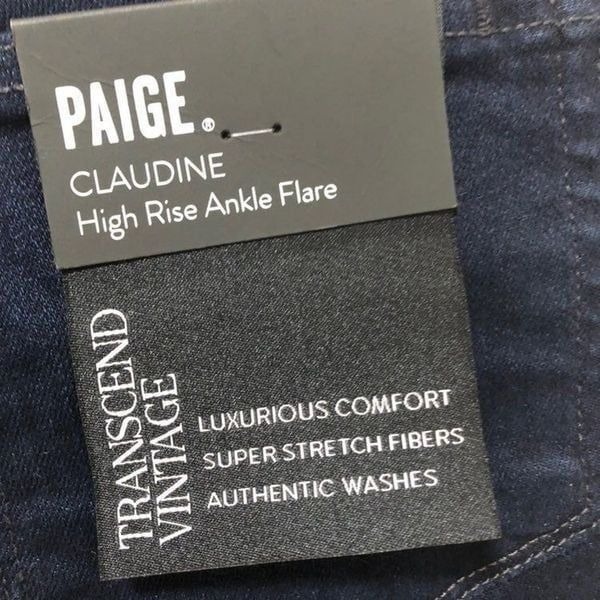 PAIGE®
CLAUDINE
High Rise Ankle Flare
TRANSCEND
VINTAGE
LUXURIOUS COMFORT
SUPER STRETCH FIBERS
AUTHENTIC WASHES